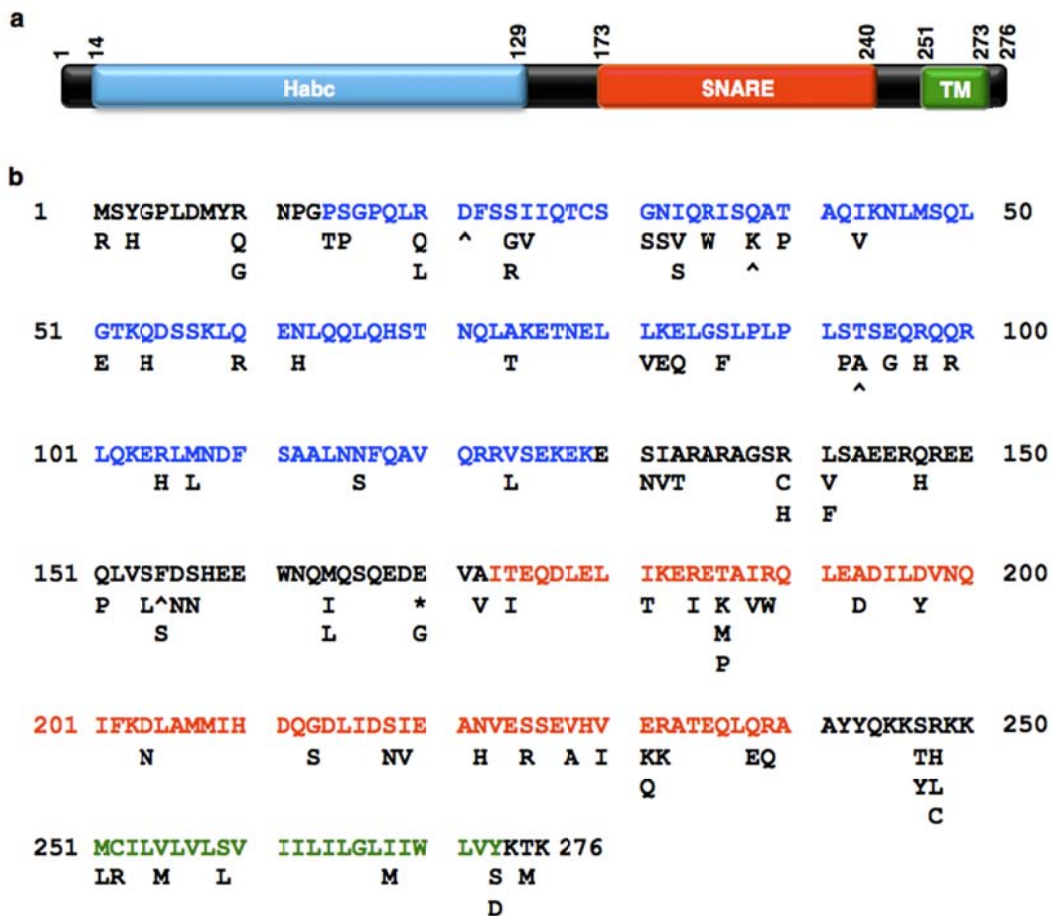 a
1 14 129 173 240 251 273 276
Habc SNARE TM
b
1 MSYGPLDMYR NPGPSGPQLR DFSSIIQTCS GNIQRISQAT AQIKNLMSQL 50
R H Q TP Q ^ GV SSV W K P V
G L R S ^
51 GTKQDSSKLQ ENLQQLQHST NQLAKETNEL LKELGSLPLP LSTSEQRQQR 100
E H R H T VEQ F PA G H R
^
101 LQKERLMNDF SAALNNFQAV QRRVSEKEKE SIARARAGSR LSAEERQREE 150
H L S L NVT C V H
H F
151 QLVSFDSHEE WNQMQSQEDE VAITEQDLEL IKERETAIRQ LEADILDVNQ 200
P L^NN I * V I T I K VW D Y
S L G M
P
201 IFKDLAMMIH DQGDLIDSIE ANVESSEVHV ERATEQLQRA AYYQKKSRKK 250
N S NV H R A I KK EQ TH
Q YL
C
251 MCILVLVLSV IILILGLIIW LVYKTK 276
LR M L M S M
D